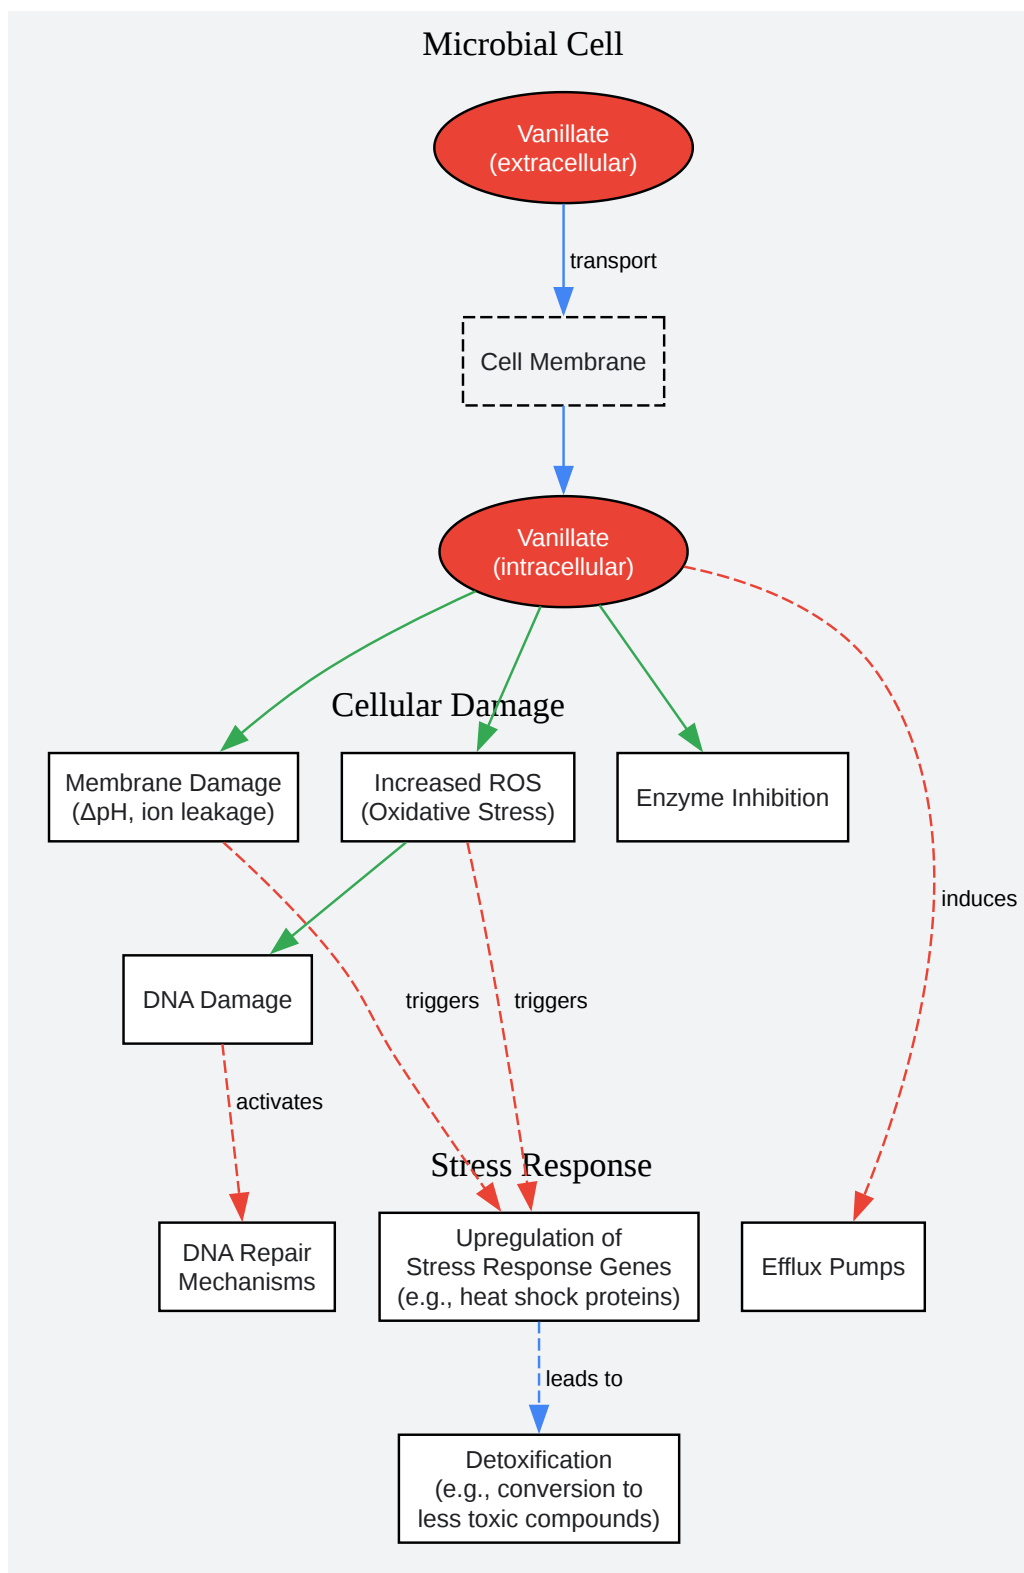 Microbial Cell
Vanillate
(extracellular)
transport
Cell Membrane
Vanillate
(intracellular)
Cellular Damage
Membrane Damage
(ΔpH, ion leakage)
Increased ROS
(Oxidative Stress)
Enzyme Inhibition
induces
DNA Damage
triggers
triggers
activates
Stress Response
DNA Repair
Mechanisms
Upregulation of
Stress Response Genes
(e.g., heat shock proteins)
Efflux Pumps
leads to
Detoxification
(e.g., conversion to
less toxic compounds)